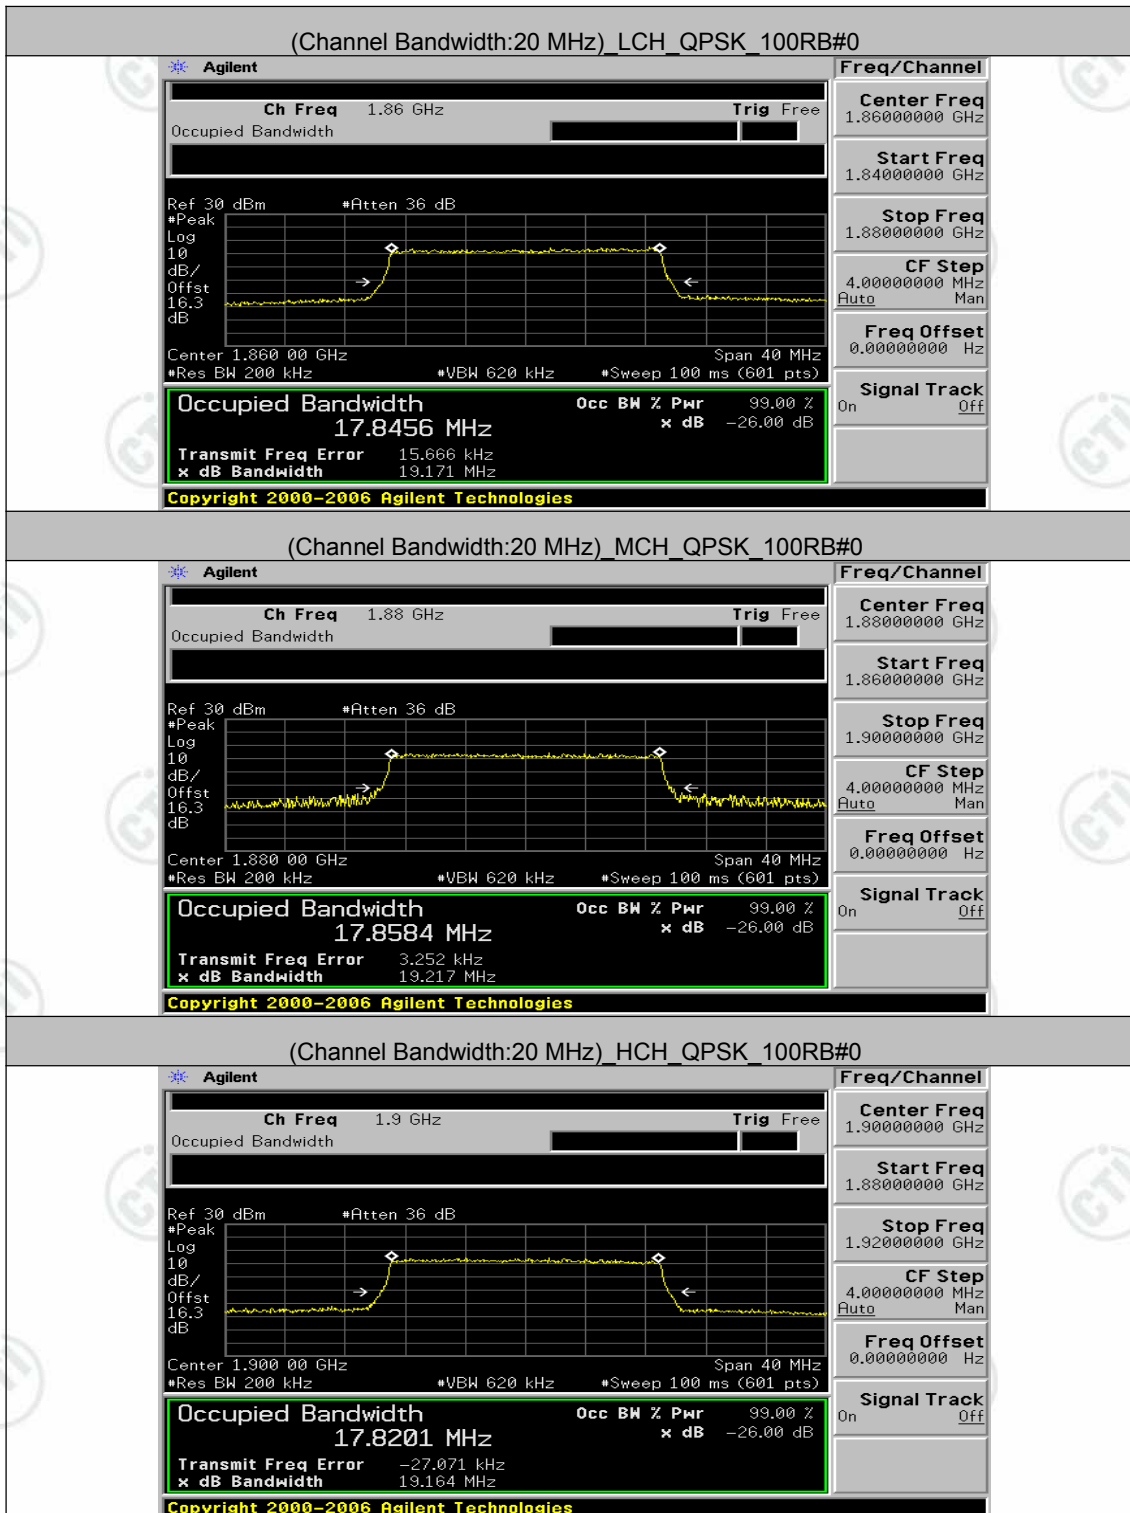 (Channel Bandwidth:20 MHz)_LCH_QPSK_100RB#0
Agilent
Freq/Channel
Ch Freq 1.86 GHz
Trig Free
Occupied Bandwidth
Center Freq
1.86000000 GHz
Start Freq
1.84000000 GHz
Stop Freq
1.88000000 GHz
CF Step
4.00000000 MHz
Auto Man
Freq Offset
0.00000000 Hz
Signal Track
On Off
Ref 30 dBm #Atten 36 dB
#Peak
Log
10
dB/
Offst
16.3
dB
Center 1.860 00 GHz Span 40 MHz
#Res BW 200 kHz #VBW 620 kHz #Sweep 100 ms (601 pts)
Occupied Bandwidth
17.8456 MHz
Occ BW % Pwr 99.00 %
x dB -26.00 dB
Transmit Freq Error 15.666 kHz
x dB Bandwidth 19.171 MHz
Copyright 2000-2006 Agilent Technologies
(Channel Bandwidth:20 MHz)_MCH_QPSK_100RB#0
Agilent
Freq/Channel
Ch Freq 1.88 GHz
Trig Free
Occupied Bandwidth
Center Freq
1.88000000 GHz
Start Freq
1.86000000 GHz
Stop Freq
1.90000000 GHz
CF Step
4.00000000 MHz
Auto Man
Freq Offset
0.00000000 Hz
Signal Track
On Off
Ref 30 dBm #Atten 36 dB
#Peak
Log
10
dB/
Offst
16.3
dB
Center 1.880 00 GHz Span 40 MHz
#Res BW 200 kHz #VBW 620 kHz #Sweep 100 ms (601 pts)
Occupied Bandwidth
17.8584 MHz
Occ BW % Pwr 99.00 %
x dB -26.00 dB
Transmit Freq Error 3.252 kHz
x dB Bandwidth 19.217 MHz
Copyright 2000-2006 Agilent Technologies
(Channel Bandwidth:20 MHz)_HCH_QPSK_100RB#0
Agilent
Freq/Channel
Ch Freq 1.9 GHz
Trig Free
Occupied Bandwidth
Center Freq
1.90000000 GHz
Start Freq
1.88000000 GHz
Stop Freq
1.92000000 GHz
CF Step
4.00000000 MHz
Auto Man
Freq Offset
0.00000000 Hz
Signal Track
On Off
Ref 30 dBm #Atten 36 dB
#Peak
Log
10
dB/
Offst
16.3
dB
Center 1.900 00 GHz Span 40 MHz
#Res BW 200 kHz #VBW 620 kHz #Sweep 100 ms (601 pts)
Occupied Bandwidth
17.8201 MHz
Occ BW % Pwr 99.00 %
x dB -26.00 dB
Transmit Freq Error -27.071 kHz
x dB Bandwidth 19.164 MHz
Copyright 2000-2006 Agilent Technologies
CTI
CTI
CTI
CTI
CTI
CTI
CTI
CTI